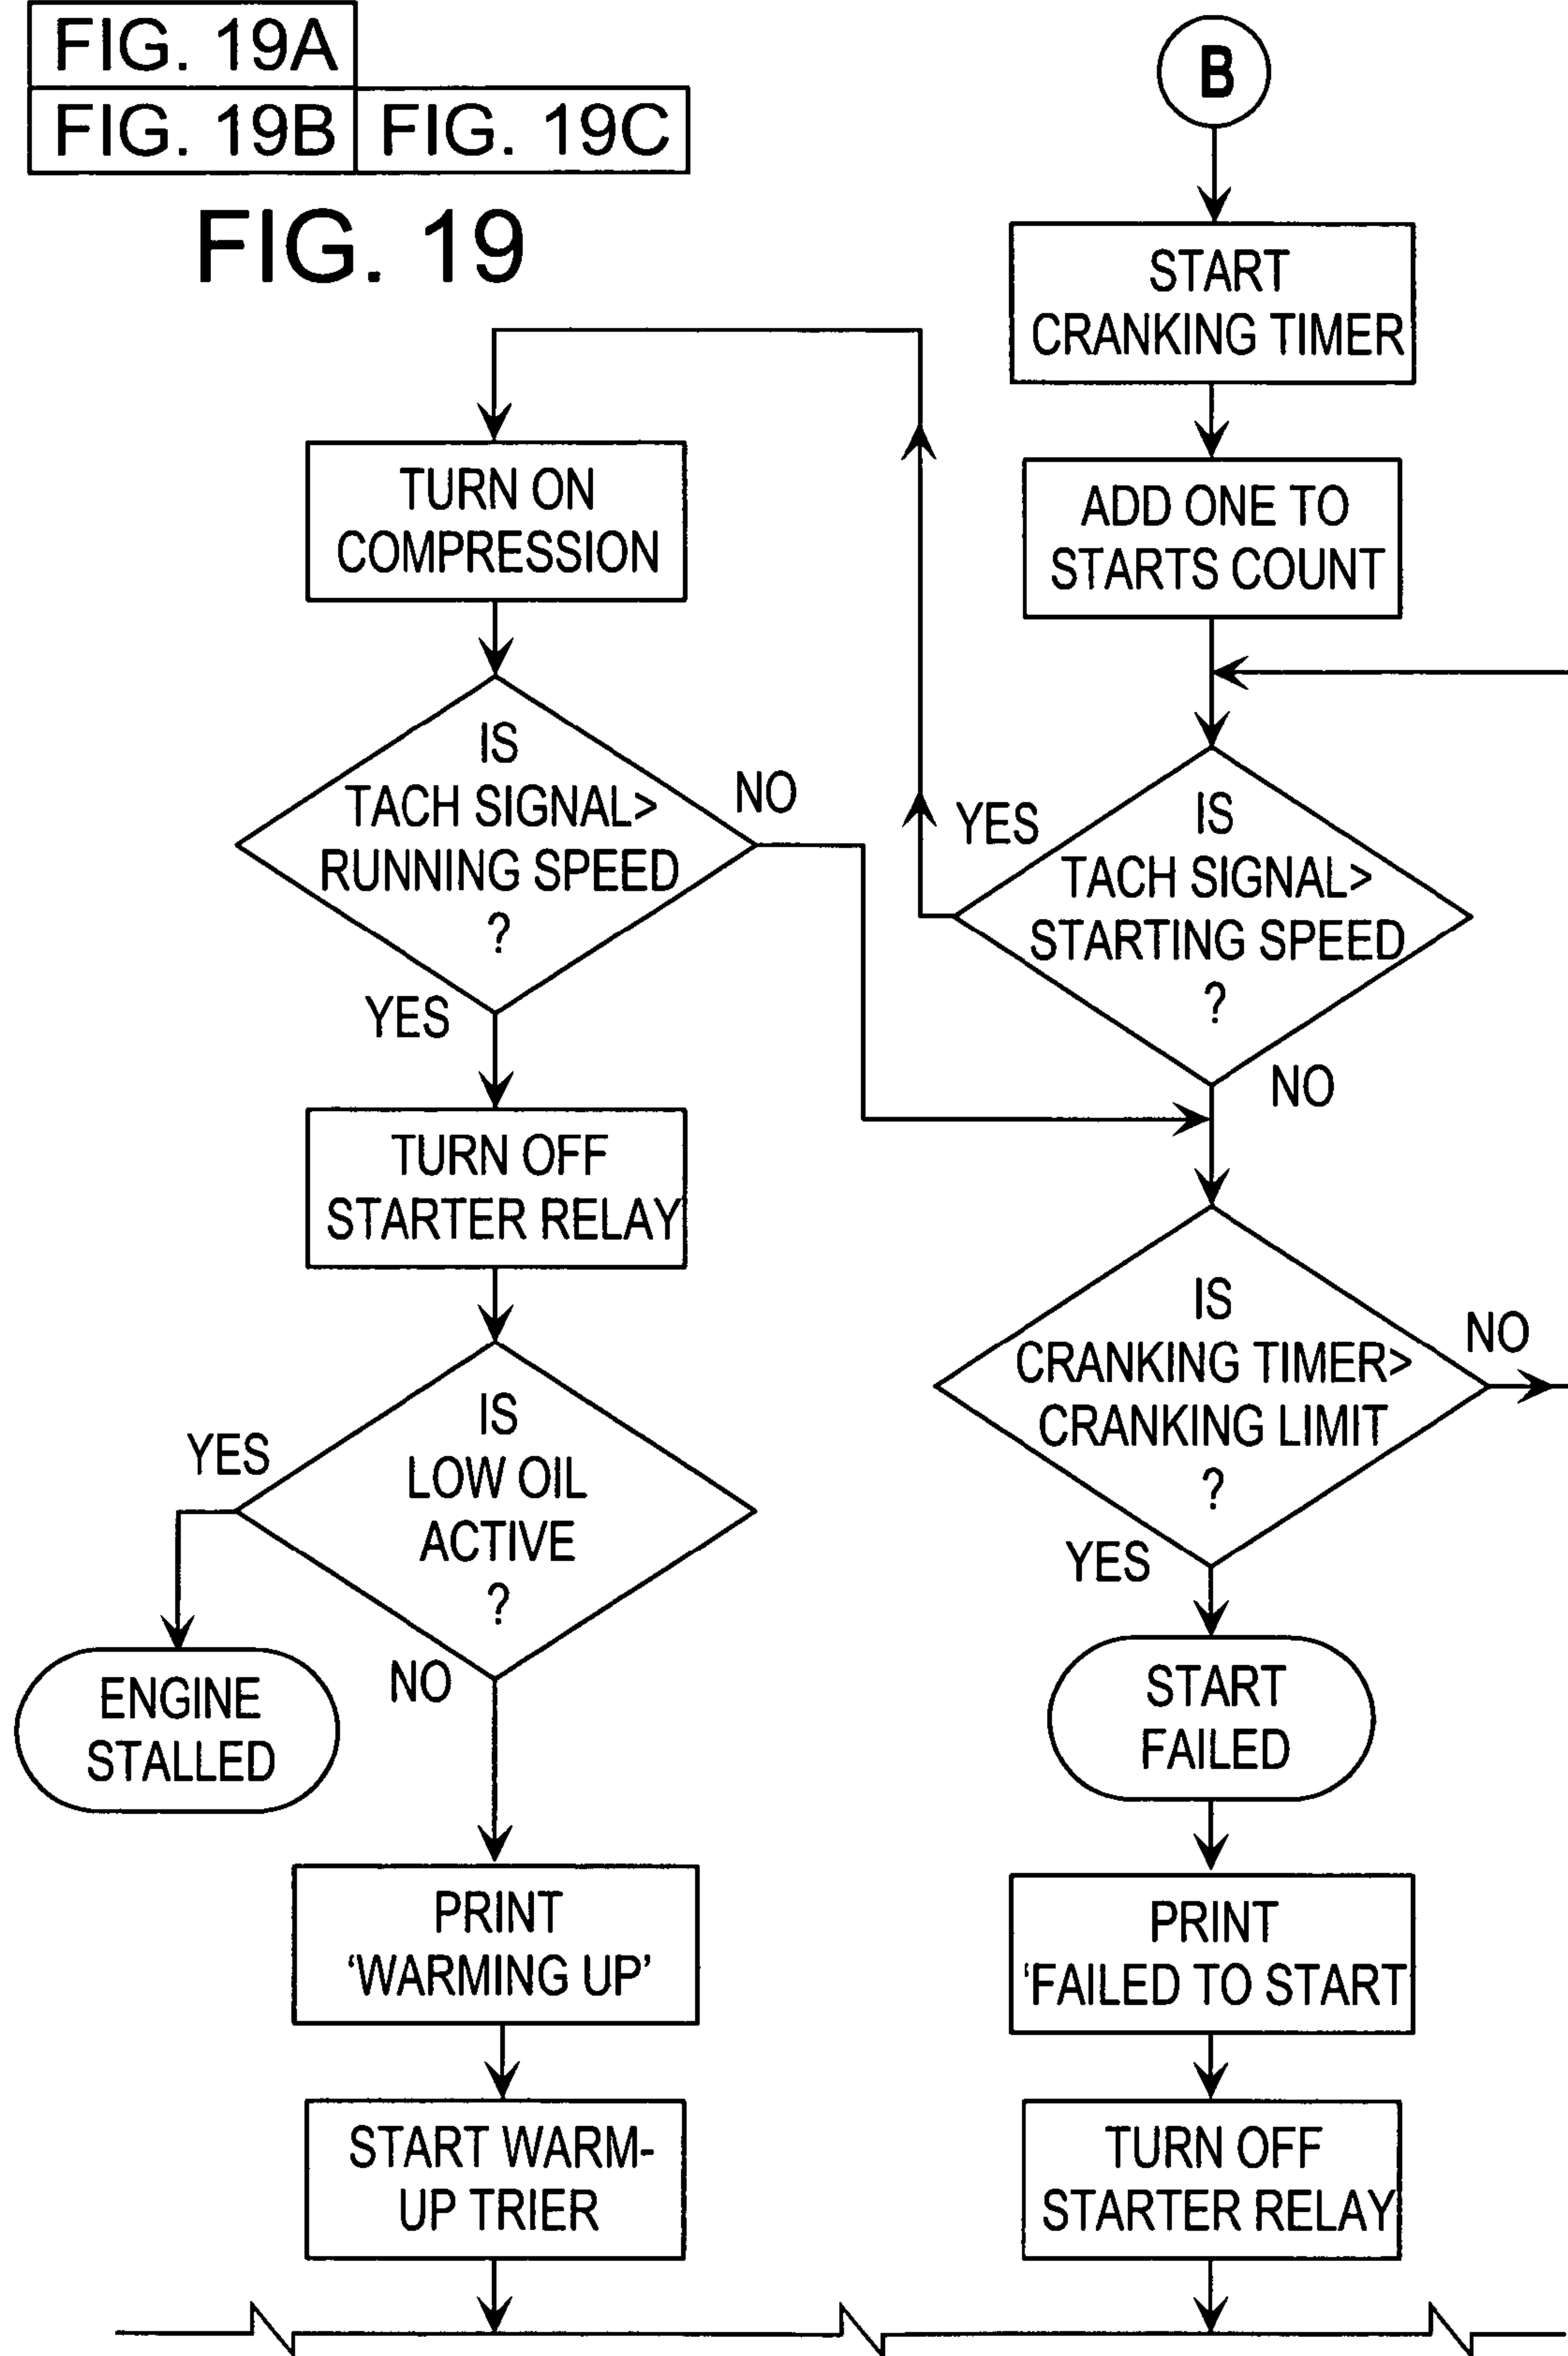 FIG. 19A
FIG. 19B
FIG. 19C
FIG. 19
B
START
CRANKING TIMER
ADD ONE TO
STARTS COUNT
IS
TACH SIGNAL>
STARTING SPEED
?
YES
NO
TURN ON
COMPRESSION
IS
TACH SIGNAL>
RUNNING SPEED
?
NO
YES
TURN OFF
STARTER RELAY
IS
LOW OIL
ACTIVE
?
YES
NO
ENGINE
STALLED
PRINT
‘WARMING UP’
START WARM-
UP TRIER
IS
CRANKING TIMER>
CRANKING LIMIT
?
NO
YES
START
FAILED
PRINT
'FAILED TO START
TURN OFF
STARTER RELAY